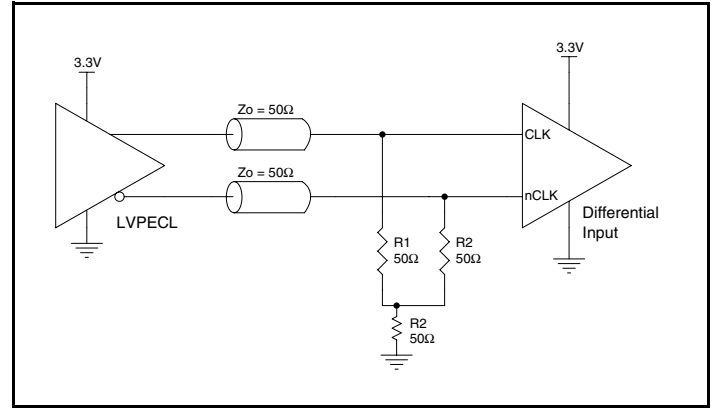 3.3V
3.3V
Zo = 50Ω
CLK
Zo = 50Ω
nCLK
LVPECL
Differential
Input
R1
50Ω
R2
50Ω
R2
50Ω